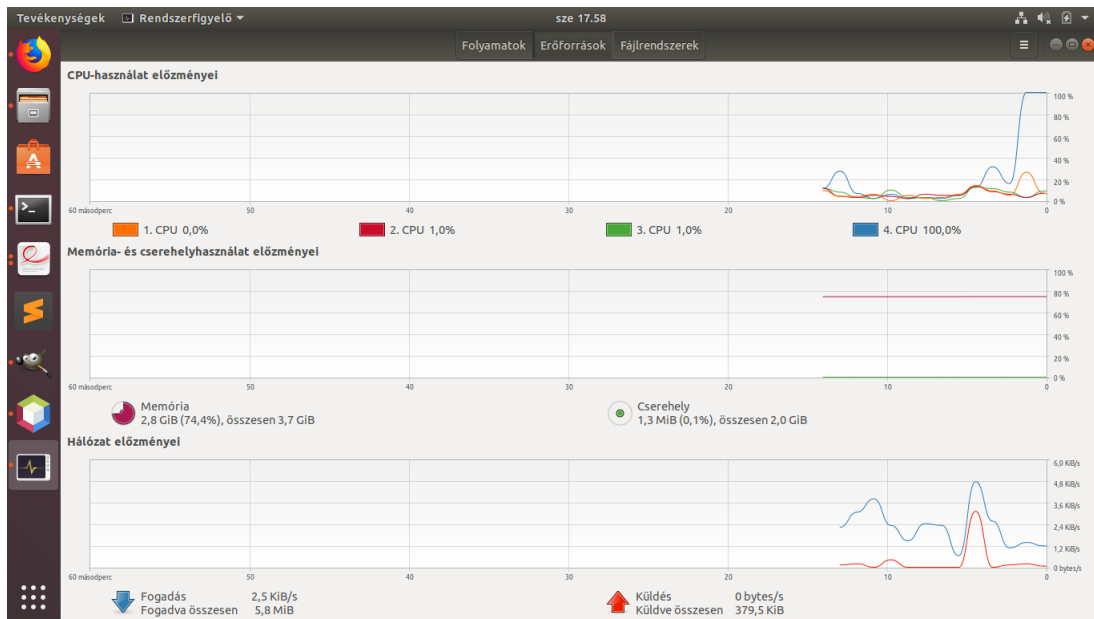 Tevékenységek Rendszerfigyelő sze 17.58
Folyamatok Erőforrások Fájlrendszerek
CPU-használat előzményei
100 %
80 %
60 %
40 %
20 %
0 %
60 másodperc 50 40 30 20 10 0
1. CPU 0,0% 2. CPU 1,0% 3. CPU 1,0% 4. CPU 100,0%
Memória- és cserehelyhasználat előzményei
100 %
80 %
60 %
40 %
20 %
0 %
60 másodperc 50 40 30 20 10 0
Memória Cserehely
2,8 GiB (74,4%), összesen 3,7 GiB 1,3 MiB (0,1%), összesen 2,0 GiB
Hálózat előzményei
6,0 KiB/s
4,8 KiB/s
3,6 KiB/s
2,4 KiB/s
1,2 KiB/s
0 bytes/s
60 másodperc 50 40 30 20 10 0
Fogadás 2,5 KiB/s Küldés 0 bytes/s
Fogadva összesen 5,8 MiB Küldve összesen 379,5 KiB